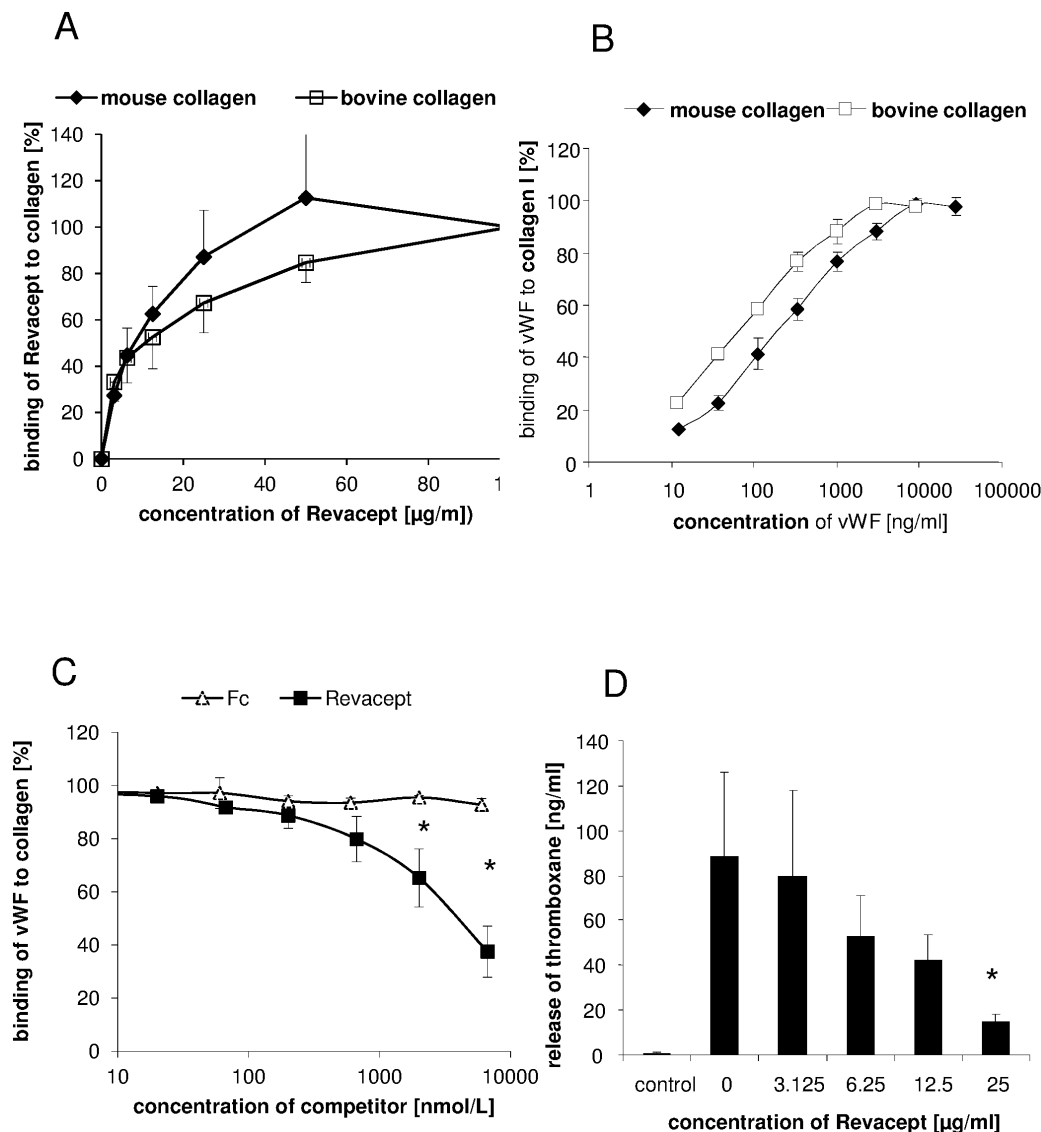 A
mouse collagen
bovine collagen
binding of Revacept to collagen [%]
140
120
100
80
60
40
20
0
0 20 40 60 80 1
concentration of Revacept [µg/m])
B
mouse collagen
bovine collagen
binding of vWF to collagen I [%]
120
100
80
60
40
20
0
1 10 100 1000 10000 100000
concentration of vWF [ng/ml]
C
Fc
Revacept
binding of vWF to collagen [%]
120
100
80
60
40
20
0
*
*
10 100 1000 10000
concentration of competitor [nmol/L]
D
release of thromboxane [ng/ml]
140
120
100
80
60
40
20
0
*
control 0 3.125 6.25 12.5 25
concentration of Revacept [µg/ml]